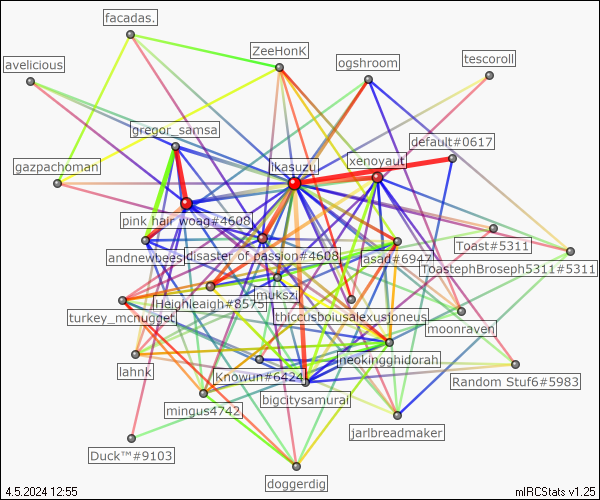 facadas.
ZeeHonK
avelicious
ogshroom
tescoroll
gregor_samsa
default#0617
gazpachoman
ikasuzu
xenoyaut
pink hair woag#4608
andnewbees
disaster of passion#4608
asad#6947
Toast#5311
ToastephBroseph5311#5311
Heighleigh#8575
mukszi
turkey_mcnugget
thiccusboiusalexusjoneus
moonraven
lahnk
neokingghidorah
Knowun#6424
Random Stuf6#5983
bigcitysamurai
mingus4742
jarlbreadmaker
Duck™#9103
doggerdig
4.5.2024 12:55
mIRCStats v1.25